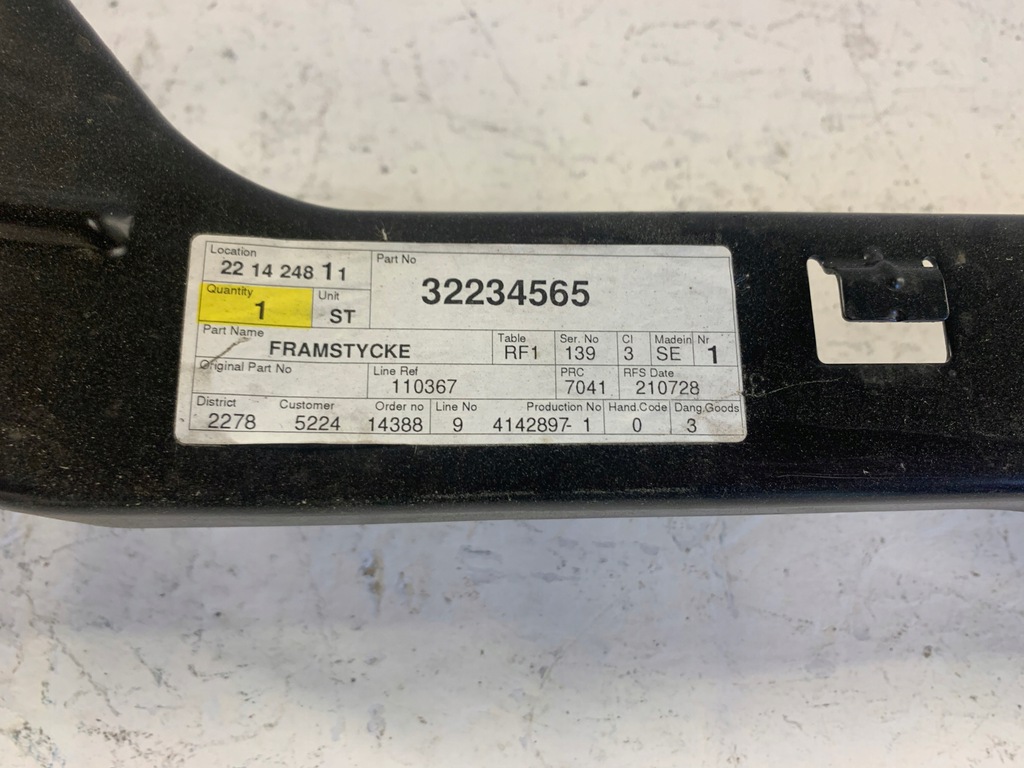 Location
22 14 248 1 1
Part No
32234565
Quantity
1
Unit
ST
Part Name
FRAMSTYCKE
Table
RF1
Ser. No
139
Cl
3
Madein
SE
Nr
1
Original Part No
Line Ref
110367
PRC
7041
RFS Date
210728
District
2278
Customer
5224
Order no
14388
Line No
9
Production No
4142897- 1
Hand.Code
0
Dang.Goods
3